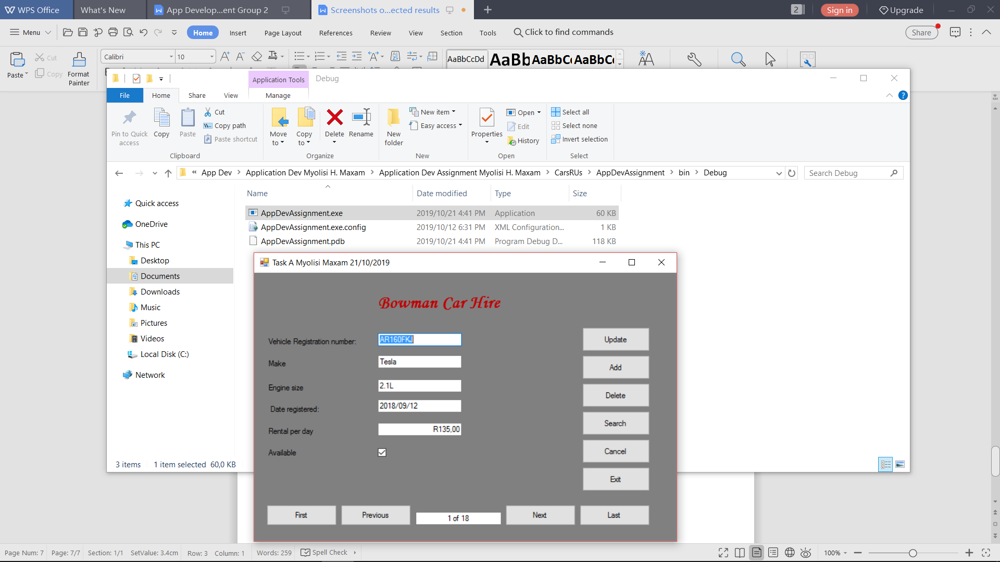 WPS Office
What's New
App Develop...ent Group 2
Screenshots o...ected results
2
Sign in
Upgrade
Menu
Home
Insert
Page Layout
References
Review
View
Section
Tools
Click to find commands
Share
Paste
Cut
Copy
Format
Painter
Calibri
10
AaBbCcDd
AaBb
AaBbC
AaBbC
Application Tools
Debug
File
Home
Share
View
Manage
Pin to Quick
access
Copy
Paste
Cut
Copy path
Paste shortcut
Clipboard
Move
to
Copy
to
Delete
Rename
Organize
New
folder
New item
Easy access
New
Properties
Open
Edit
History
Open
Select all
Select none
Invert selection
Select
« App Dev > Application Dev Myolisi H. Maxam > Application Dev Assignment Myolisi H. Maxam > CarsRUs > AppDevAssignment > bin > Debug
Search Debug
Name
Date modified
Type
Size
AppDevAssignment.exe 2019/10/21 4:41 PM Application 60 KB
AppDevAssignment.exe.config 2019/10/12 6:31 PM XML Configuration... 1 KB
AppDevAssignment.pdb 2019/10/21 4:41 PM Program Debug D... 118 KB
Quick access
OneDrive
This PC
Desktop
Documents
Downloads
Music
Pictures
Videos
Local Disk (C:)
Network
3 items
1 item selected 60,0 KB
Task A Myolisi Maxam 21/10/2019
Bowman Car Hire
Vehicle Registration number: AR160FKJ
Make Tesla
Engine size 2.1L
Date registered: 2018/09/12
Rental per day R135,00
Available
Update
Add
Delete
Search
Cancel
Exit
First
Previous
1 of 18
Next
Last
Page Num: 7
Page: 7/7
Section: 1/1
SetValue: 3.4cm
Row: 3
Column: 1
Words: 259
Spell Check
100%